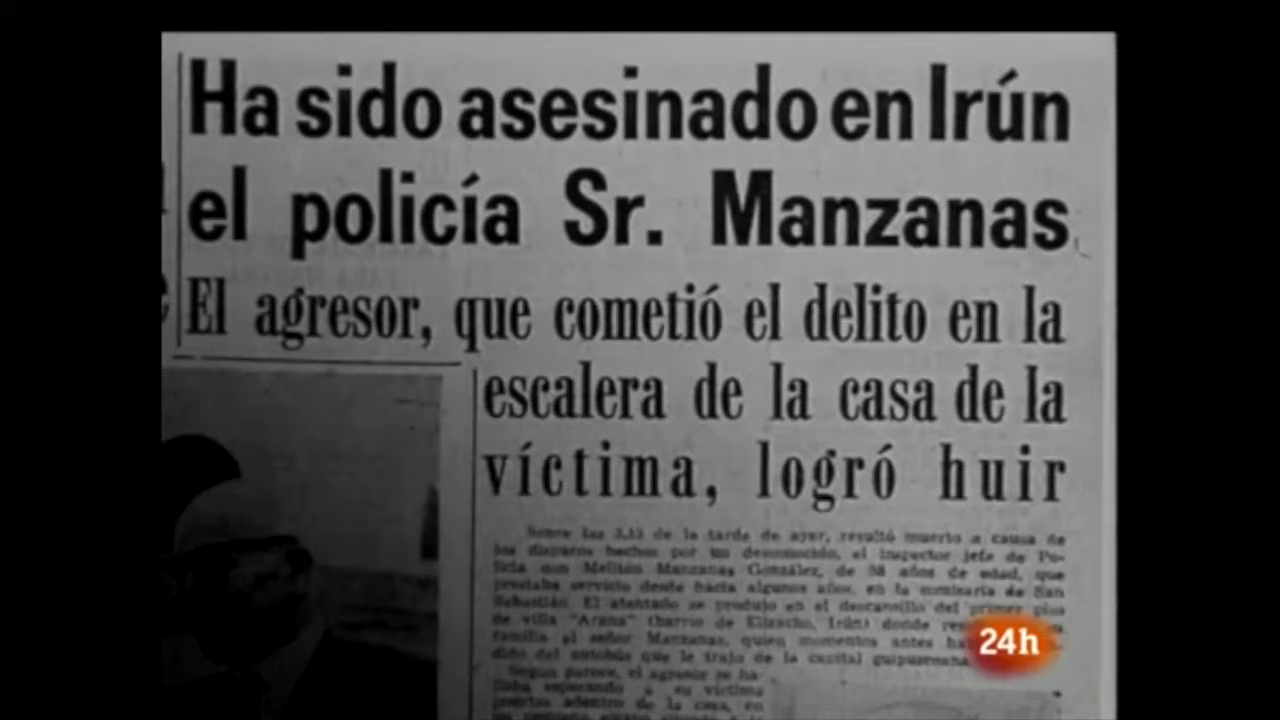 Ha sido asesinado en Irún
el policía Sr. Manzanas
El agresor, que cometió el delito en la
escalera de la casa de la
víctima, logró huir
Sobre las 3,15 de la tarde de ayer, resultó muerto a causa de
los disparos hechos por un desconocido, el inspector jefe de Po-
licía don Melitón Manzanas González, de 58 años de edad, que
prestaba servicio desde hacía algunos años, en la comisaría de San
Sebastián. El atentado se produjo en el descansillo del primer piso
de villa "Arana" (barrio de Elizacho, Irún) donde
familia el señor Manzanas, quien momentos antes
dido del autobús que le trajo de la capital guipuzcoana.
Según parece, el agresor se ha-
llaba esperando a su víctima
puertas adentro de la casa, en
24h